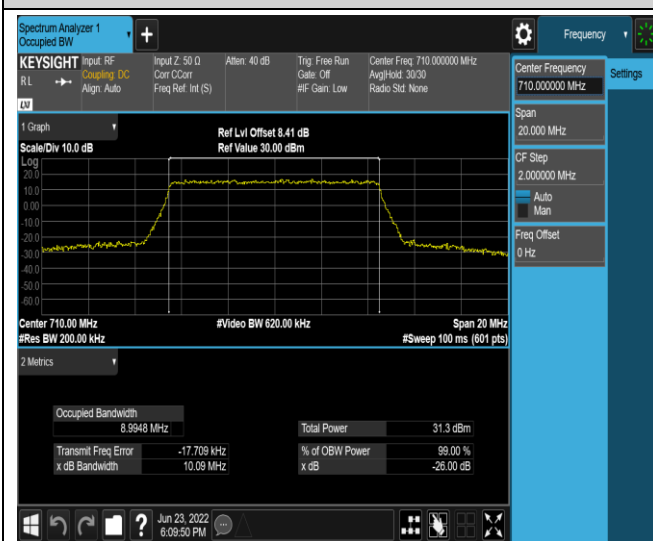 Spectrum Analyzer 1
Occupied BW
Frequency
KEYSIGHT
RL
Input: RF
Coupling: DC
Align: Auto
Input Z: 50 Ω
Corr CCorr
Freq Ref: Int (S)
Atten: 40 dB
Trig: Free Run
Gate: Off
#IF Gain: Low
Center Freq: 710.000000 MHz
Avg|Hold: 30/30
Radio Std: None
Center Frequency
710.000000 MHz
Settings
Span
20.000 MHz
CF Step
2.000000 MHz
Auto
Man
Freq Offset
0 Hz
1 Graph
Scale/Div 10.0 dB
Ref Lvl Offset 8.41 dB
Ref Value 30.00 dBm
Log
20.0
10.0
0.00
-10.0
-20.0
-30.0
-40.0
-50.0
-60.0
Center 710.00 MHz
#Res BW 200.00 kHz
#Video BW 620.00 kHz
Span 20 MHz
#Sweep 100 ms (601 pts)
2 Metrics
Occupied Bandwidth
8.9948 MHz
Transmit Freq Error -17.709 kHz
x dB Bandwidth 10.09 MHz
Total Power 31.3 dBm
% of OBW Power 99.00 %
x dB -26.00 dB
Jun 23, 2022
6:09:50 PM